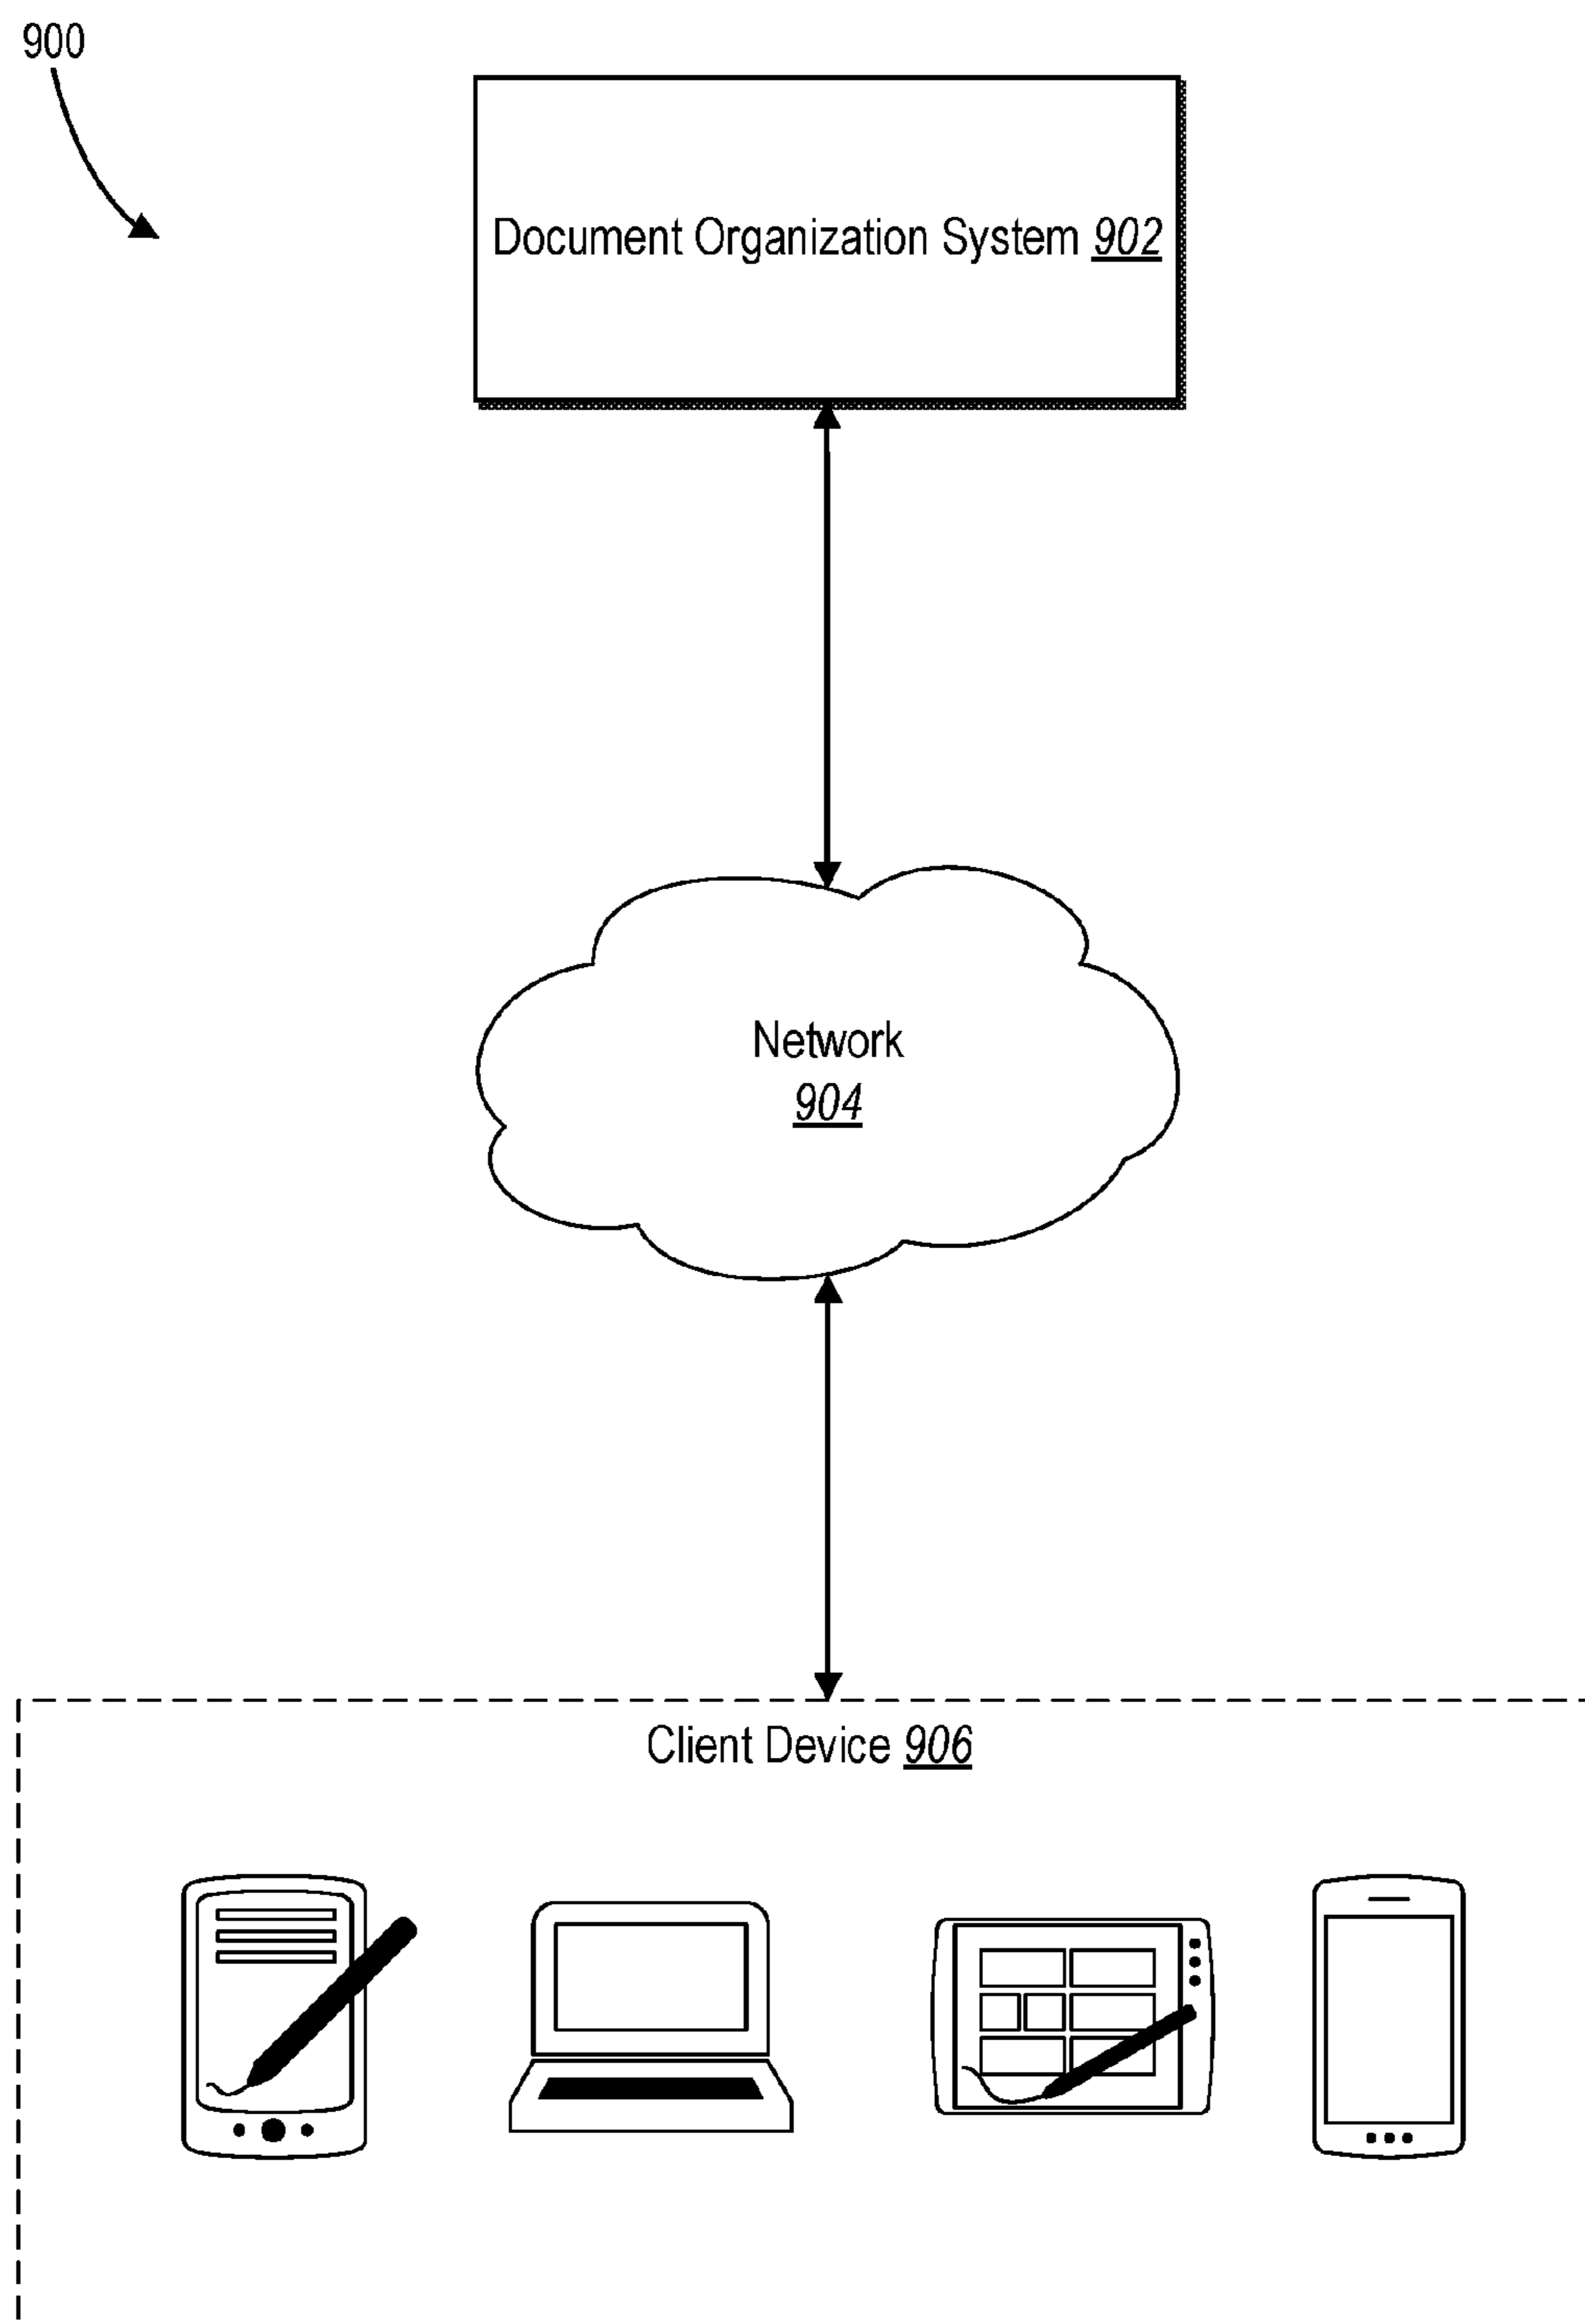 900
Document Organization System 902
Network
904
Client Device 906